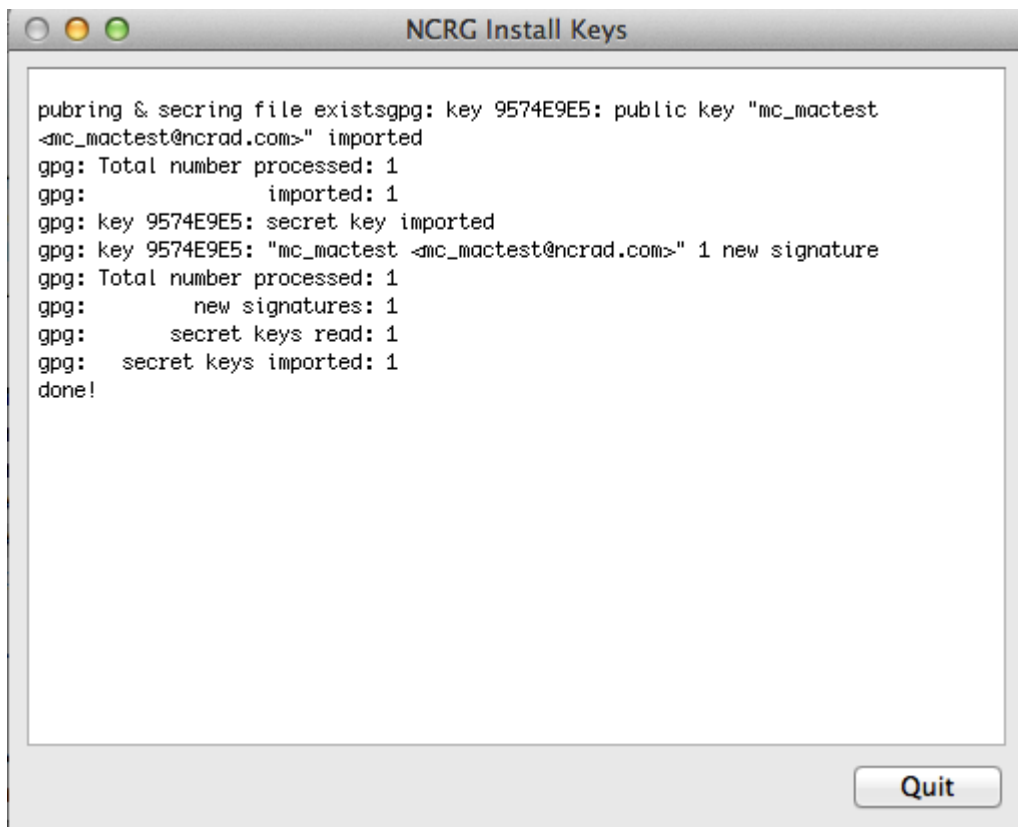 NCRG Install Keys
pubring & secring file existsgpg: key 9574E9E5: public key "mc_mactest
<mc_mactest@ncrad.com>" imported
gpg: Total number processed: 1
gpg:               imported: 1
gpg: key 9574E9E5: secret key imported
gpg: key 9574E9E5: "mc_mactest <mc_mactest@ncrad.com>" 1 new signature
gpg: Total number processed: 1
gpg:         new signatures: 1
gpg:       secret keys read: 1
gpg:   secret keys imported: 1
done!
Quit